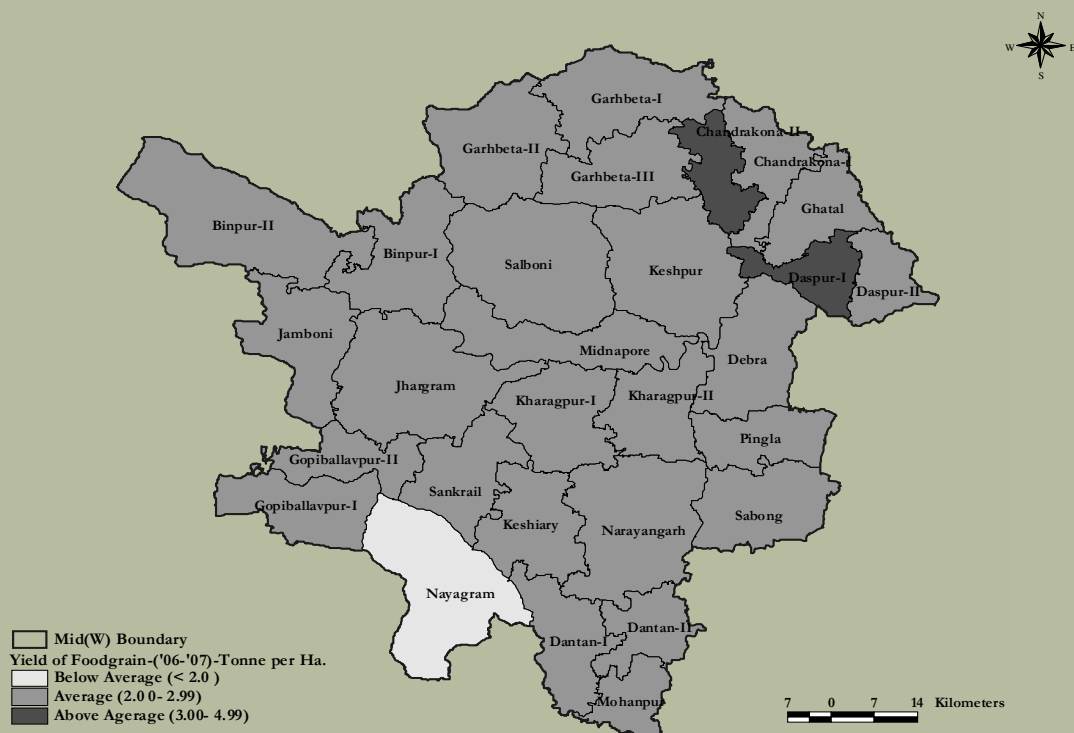 N
W E
S
Garhbeta-I
Chandrakona-II
Garhbeta-II
Chandrakona-I
Garhbeta-III
Ghatal
Binpur-II
Binpur-I
Salboni
Keshpur
Daspur-I
Daspur-II
Jamboni
Midnapore
Debra
Jhargram
Kharagpur-I
Kharagpur-II
Pingla
Gopiballavpur-II
Sankrail
Gopiballavpur-I
Keshiary
Sabong
Narayangarh
Nayagram
Dantan-I
Dantan-II
Mohanpur
Mid(W) Boundary
Yield of Foodgrain-('06-'07)-Tonne per Ha.
Below Average (< 2.0 )
Average (2.0 0- 2.99)
Above Agerage (3.00- 4.99)
7 0 7 14 Kilometers